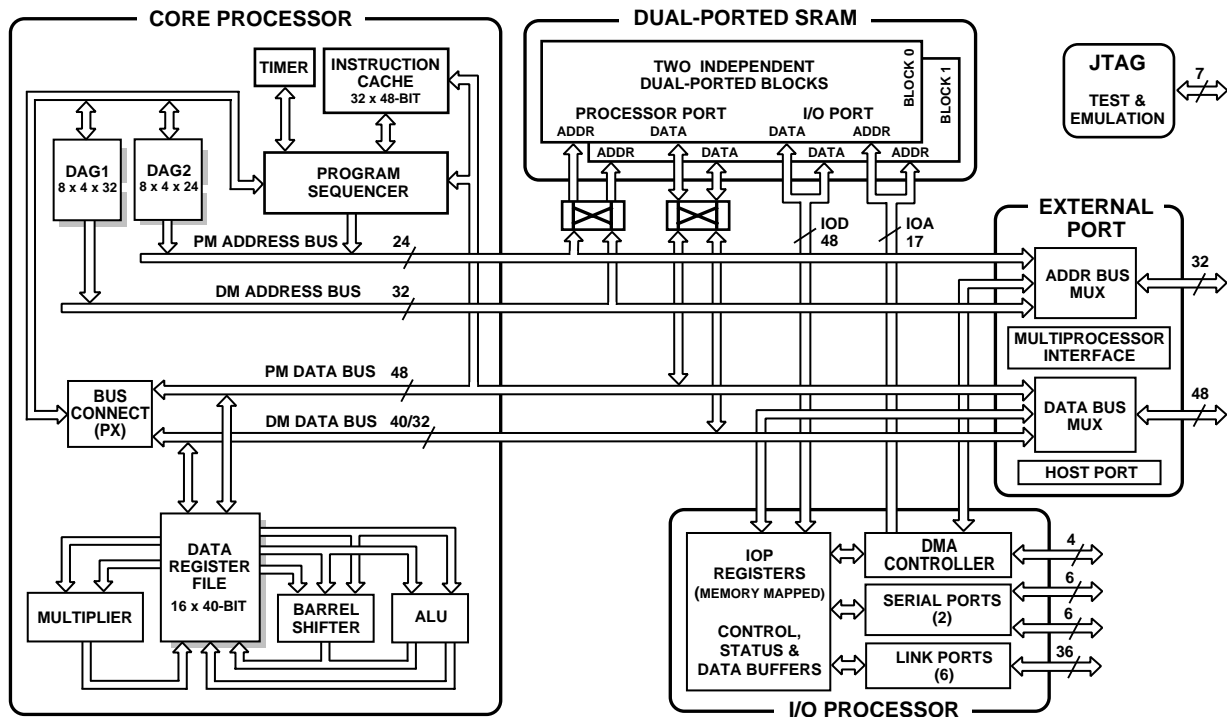 CORE PROCESSOR
TIMER
INSTRUCTION
CACHE
32 x 48-BIT
DAG1
8 x 4 x 32
DAG2
8 x 4 x 24
PROGRAM
SEQUENCER
PM ADDRESS BUS 24
DM ADDRESS BUS 32
PM DATA BUS 48
DM DATA BUS 40/32
BUS
CONNECT
(PX)
DATA
REGISTER
FILE
16 x 40-BIT
MULTIPLIER
BARREL
SHIFTER
ALU
DUAL-PORTED SRAM
TWO INDEPENDENT
DUAL-PORTED BLOCKS
BLOCK 0
BLOCK 1
PROCESSOR PORT
I/O PORT
ADDR DATA DATA ADDR
ADDR DATA DATA ADDR
IOD
48
IOA
17
JTAG
TEST &
EMULATION
7
EXTERNAL
PORT
ADDR BUS
MUX
32
MULTIPROCESSOR
INTERFACE
DATA BUS
MUX
48
HOST PORT
IOP
REGISTERS
(MEMORY MAPPED)
CONTROL,
STATUS &
DATA BUFFERS
DMA
CONTROLLER
4
SERIAL PORTS
(2)
6
6
LINK PORTS
(6)
36
I/O PROCESSOR